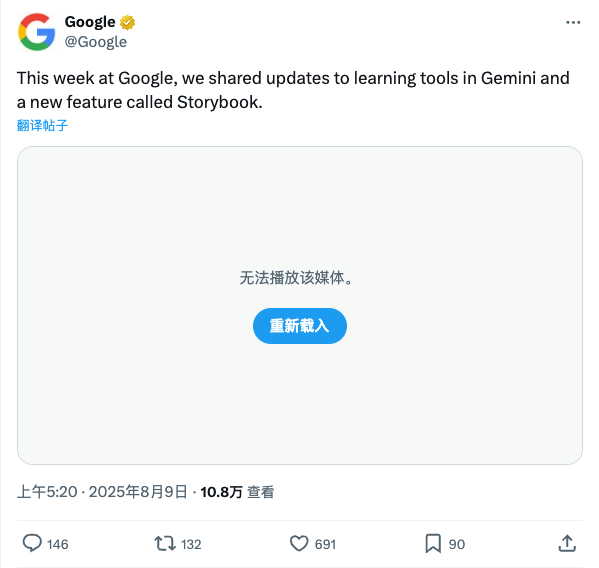 Google
@Google
This week at Google, we shared updates to learning tools in Gemini and
a new feature called Storybook.
翻译帖子
无法播放该媒体。
重新载入
上午5:20 · 2025年8月9日 · 10.8万 查看
146 132 691 90